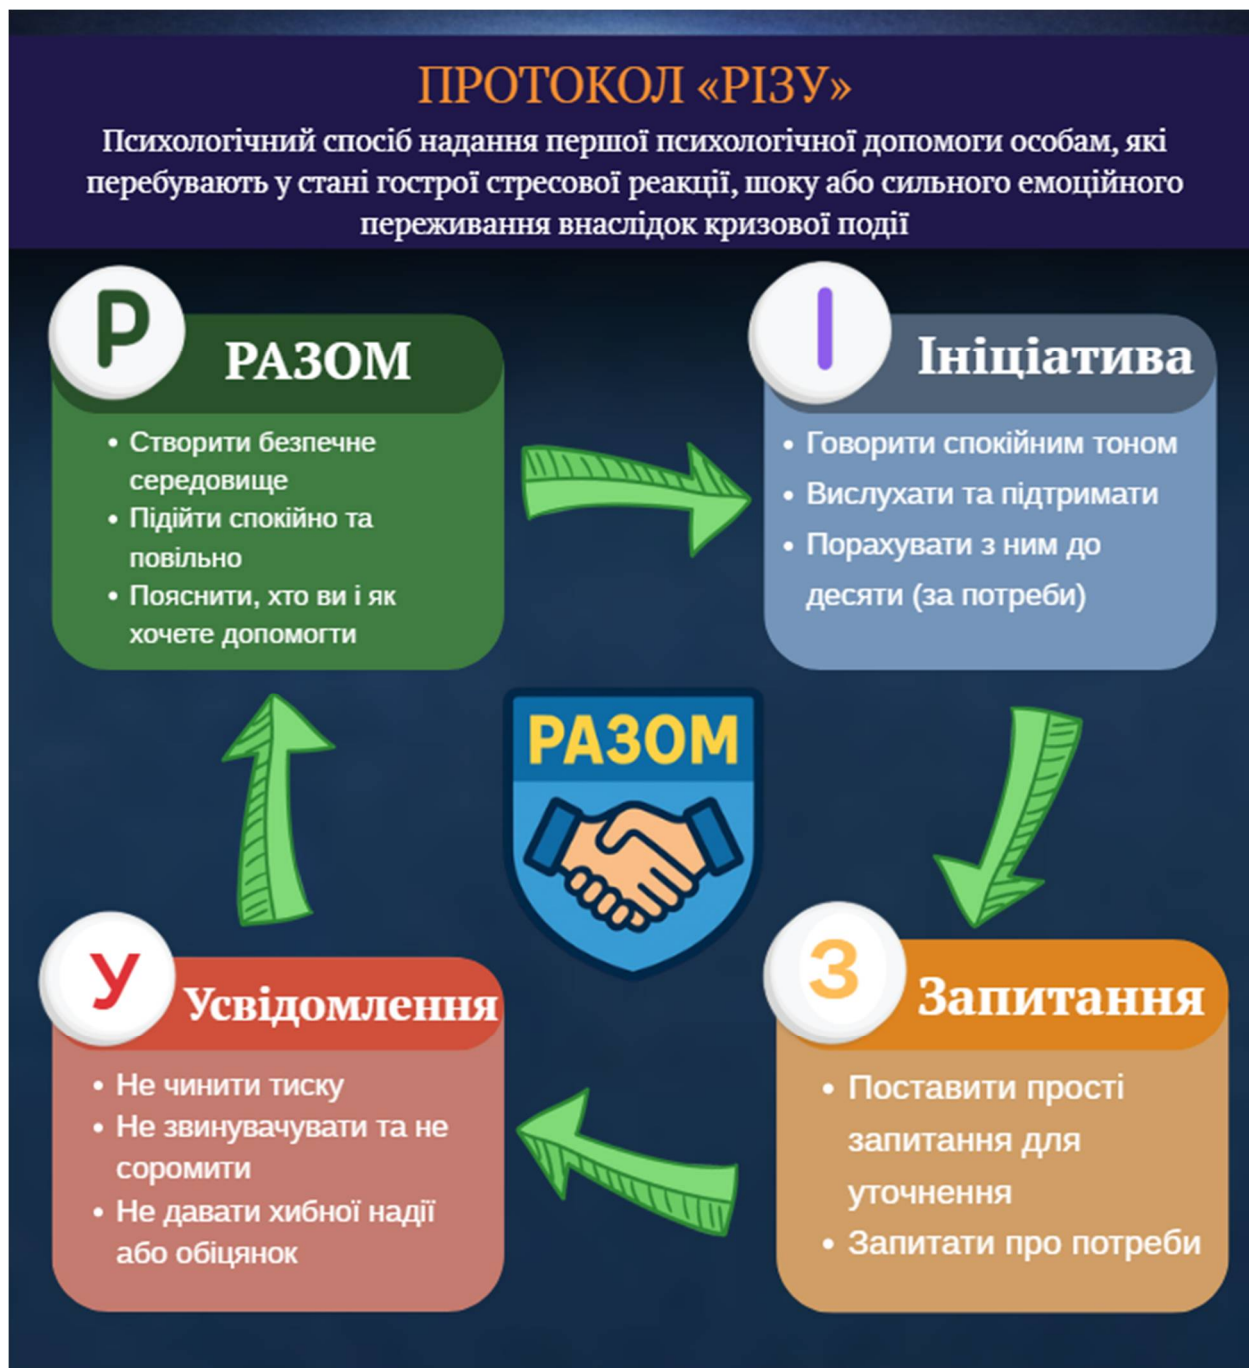 ПРОТОКОЛ «РІЗУ»
Психологічний спосіб надання першої психологічної допомоги особам, які
перебувають у стані гострої стресової реакції, шоку або сильного емоційного
переживання внаслідок кризової події
Р
РАЗОМ
• Створити безпечне
середовище
• Підійти спокійно та
повільно
• Пояснити, хто ви і як
хочете допомогти
І
Ініціатива
• Говорити спокійним тоном
• Вислухати та підтримати
• Порахувати з ним до
десяти (за потреби)
РАЗОМ
У
Усвідомлення
• Не чинити тиску
• Не звинувачувати та не
соромити
• Не давати хибної надії
або обіцянок
З
Запитання
• Поставити прості
запитання для
уточнення
• Запитати про потреби